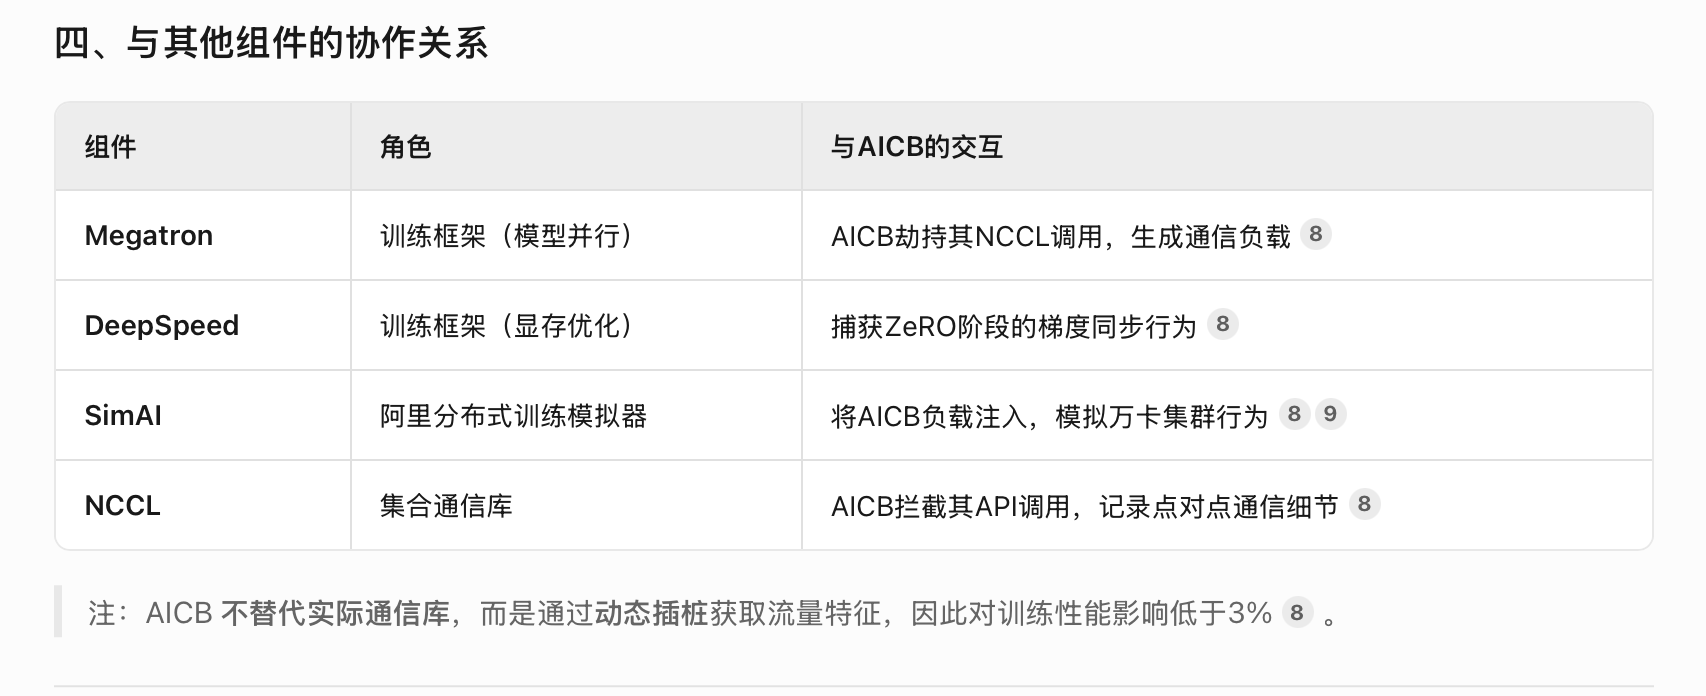 四、与其他组件的协作关系
组件 角色 与AICB的交互
Megatron 训练框架（模型并行） AICB劫持其NCCL调用，生成通信负载 8
DeepSpeed 训练框架（显存优化） 捕获ZeRO阶段的梯度同步行为 8
SimAI 阿里分布式训练模拟器 将AICB负载注入，模拟万卡集群行为 8 9
NCCL 集合通信库 AICB拦截其API调用，记录点对点通信细节 8
注：AICB 不替代实际通信库，而是通过动态插桩获取流量特征，因此对训练性能影响低于3% 8 。